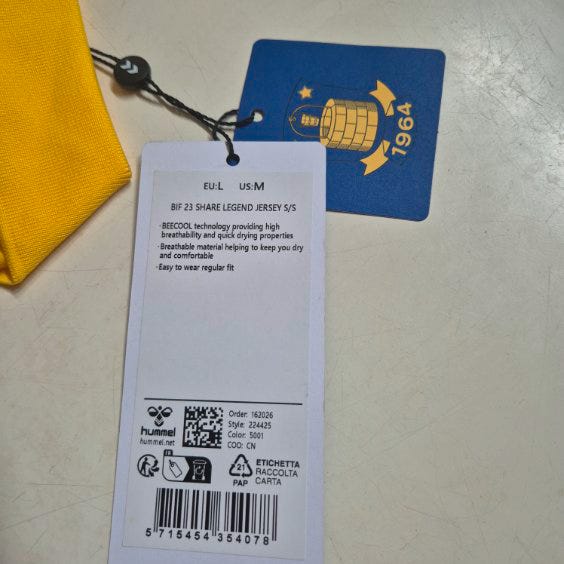 1964
EU:L US:M
BIF 23 SHARE LEGEND JERSEY S/S
·BEECOOL technology providing high
breathability and quick drying properties
·Breathable material helping to keep you dry
and comfortable
·Easy to wear regular fit
hummel
hummel.net
Order: 162026
Style: 224425
Color: 5001
COO: CN
FR
21
PAP
ETICHETTA
RACCOLTA
CARTA
5 715454 354078